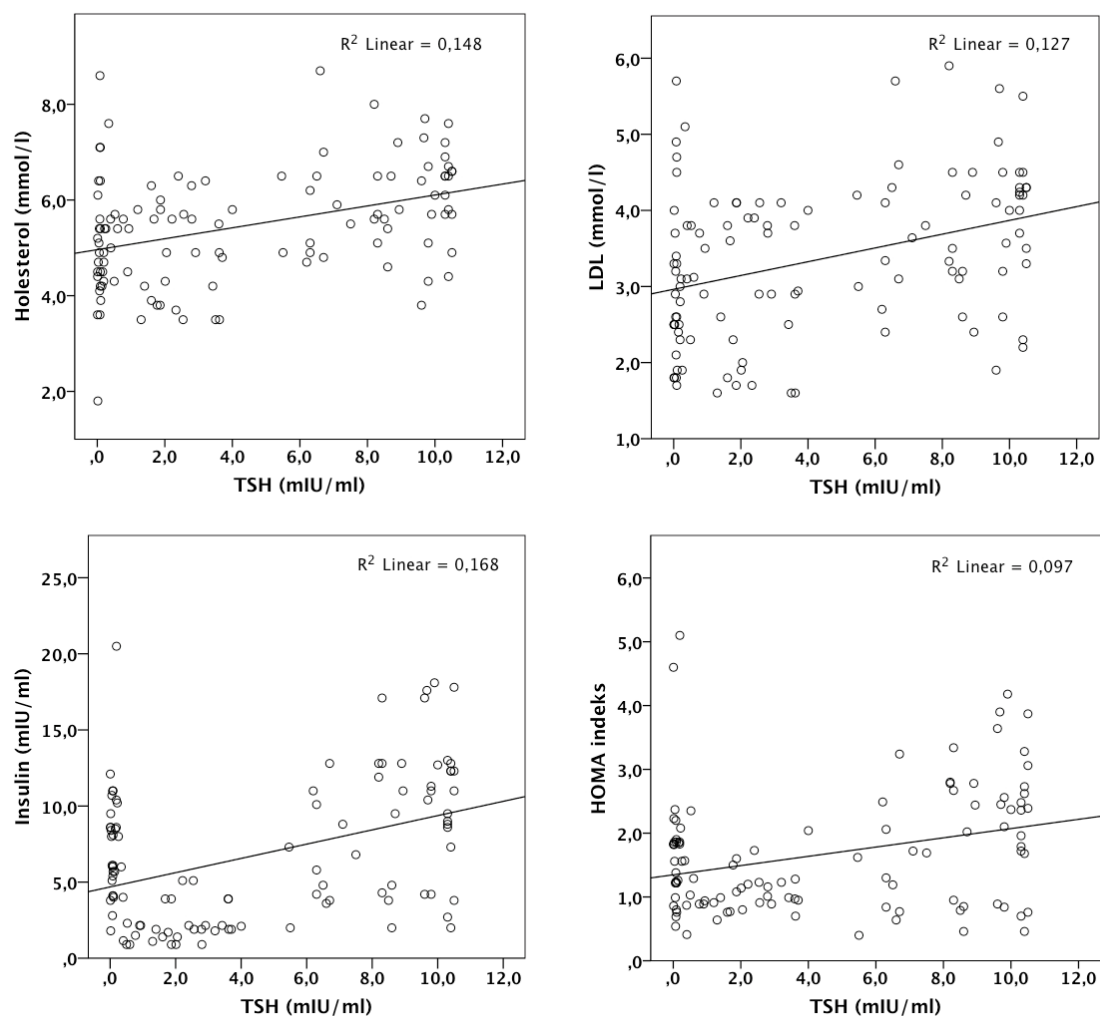 R² Linear = 0,148
Holesterol (mmol/l)
8,0
6,0
4,0
2,0
,0 2,0 4,0 6,0 8,0 10,0 12,0
TSH (mIU/ml)
R² Linear = 0,127
LDL (mmol/l)
6,0
5,0
4,0
3,0
2,0
1,0
,0 2,0 4,0 6,0 8,0 10,0 12,0
TSH (mIU/ml)
R² Linear = 0,168
Insulin (mIU/ml)
25,0
20,0
15,0
10,0
5,0
,0
,0 2,0 4,0 6,0 8,0 10,0 12,0
TSH (mIU/ml)
R² Linear = 0,097
HOMA indeks
6,0
5,0
4,0
3,0
2,0
1,0
,0
,0 2,0 4,0 6,0 8,0 10,0 12,0
TSH (mIU/ml)